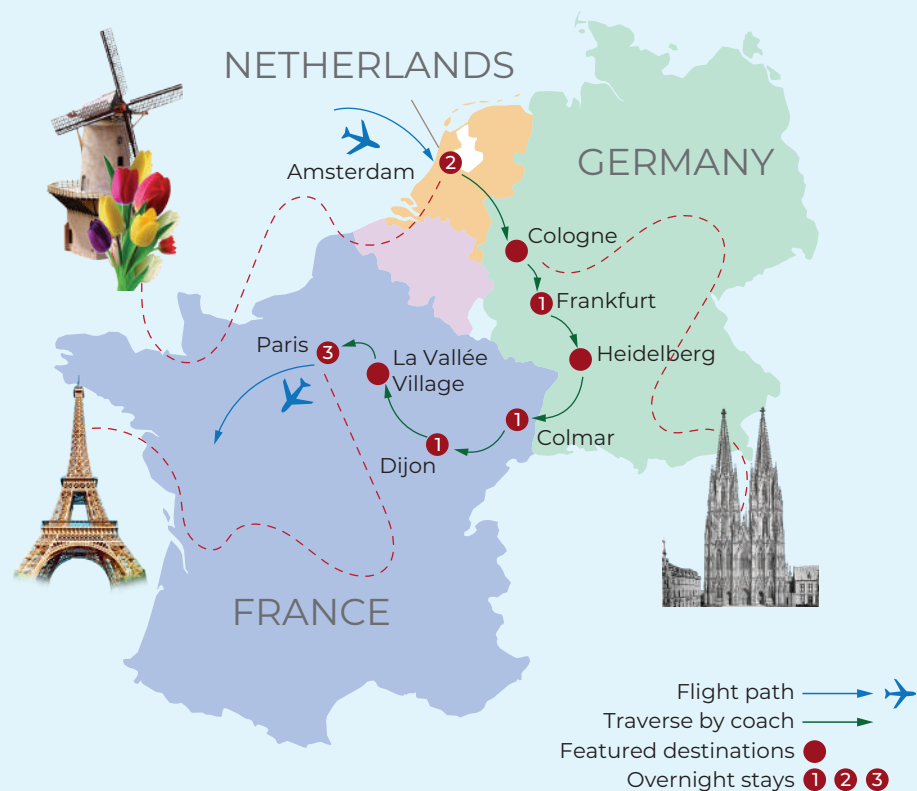 NETHERLANDS
GERMANY
Amsterdam
2
Cologne
1
Frankfurt
Paris
3
La Vallée
Village
Heidelberg
1
Colmar
1
Dijon
FRANCE
Flight path
Traverse by coach
Featured destinations
Overnight stays 1 2 3